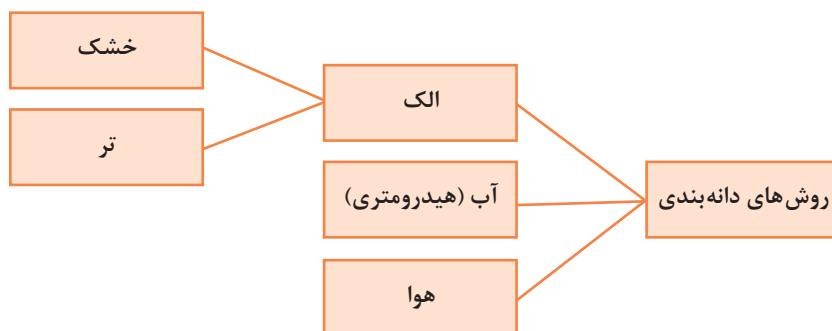 روش‌های دانه‌بندی
الک
آب (هیدرومتری)
هوا
خشک
تر